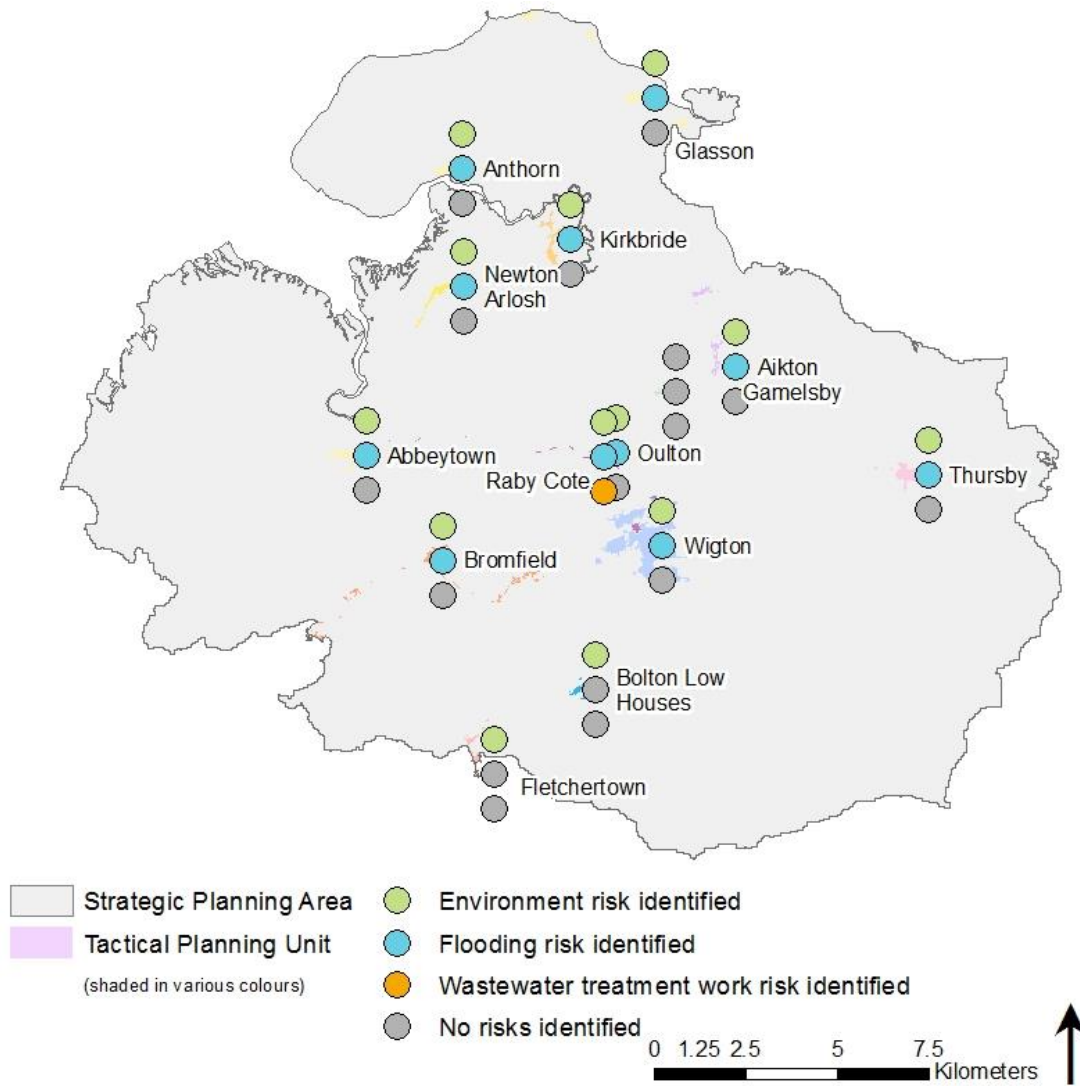 Glasson
Anthorn
Kirkbride
Newton
Arlosh
Aikton
Gamelsby
Abbeytown
Oulton
Raby Cote
Thursby
Wigton
Bromfield
Bolton Low
Houses
Fletchertown
Strategic Planning Area
Tactical Planning Unit
(shaded in various colours)
Environment risk identified
Flooding risk identified
Wastewater treatment work risk identified
No risks identified
0 1.25 2.5 5 7.5
Kilometers